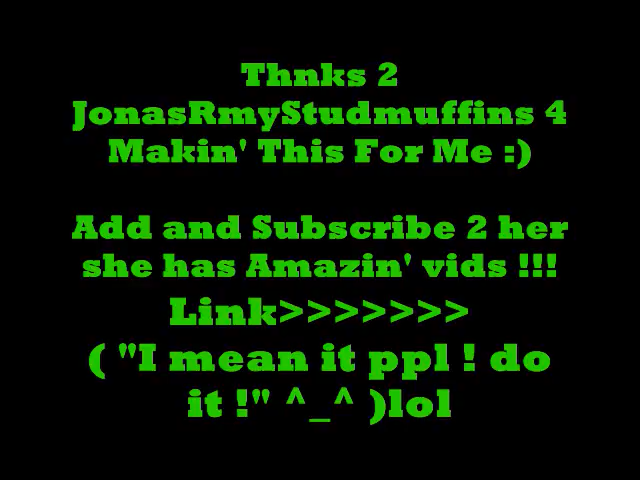 Thnks 2
JonasRmyStudmuffins 4
Makin' This For Me :)
Add and Subscribe 2 her
she has Amazin' vids !!!
Link>>>>>>>
( "I mean it ppl ! do
it !" ^_^ )lol